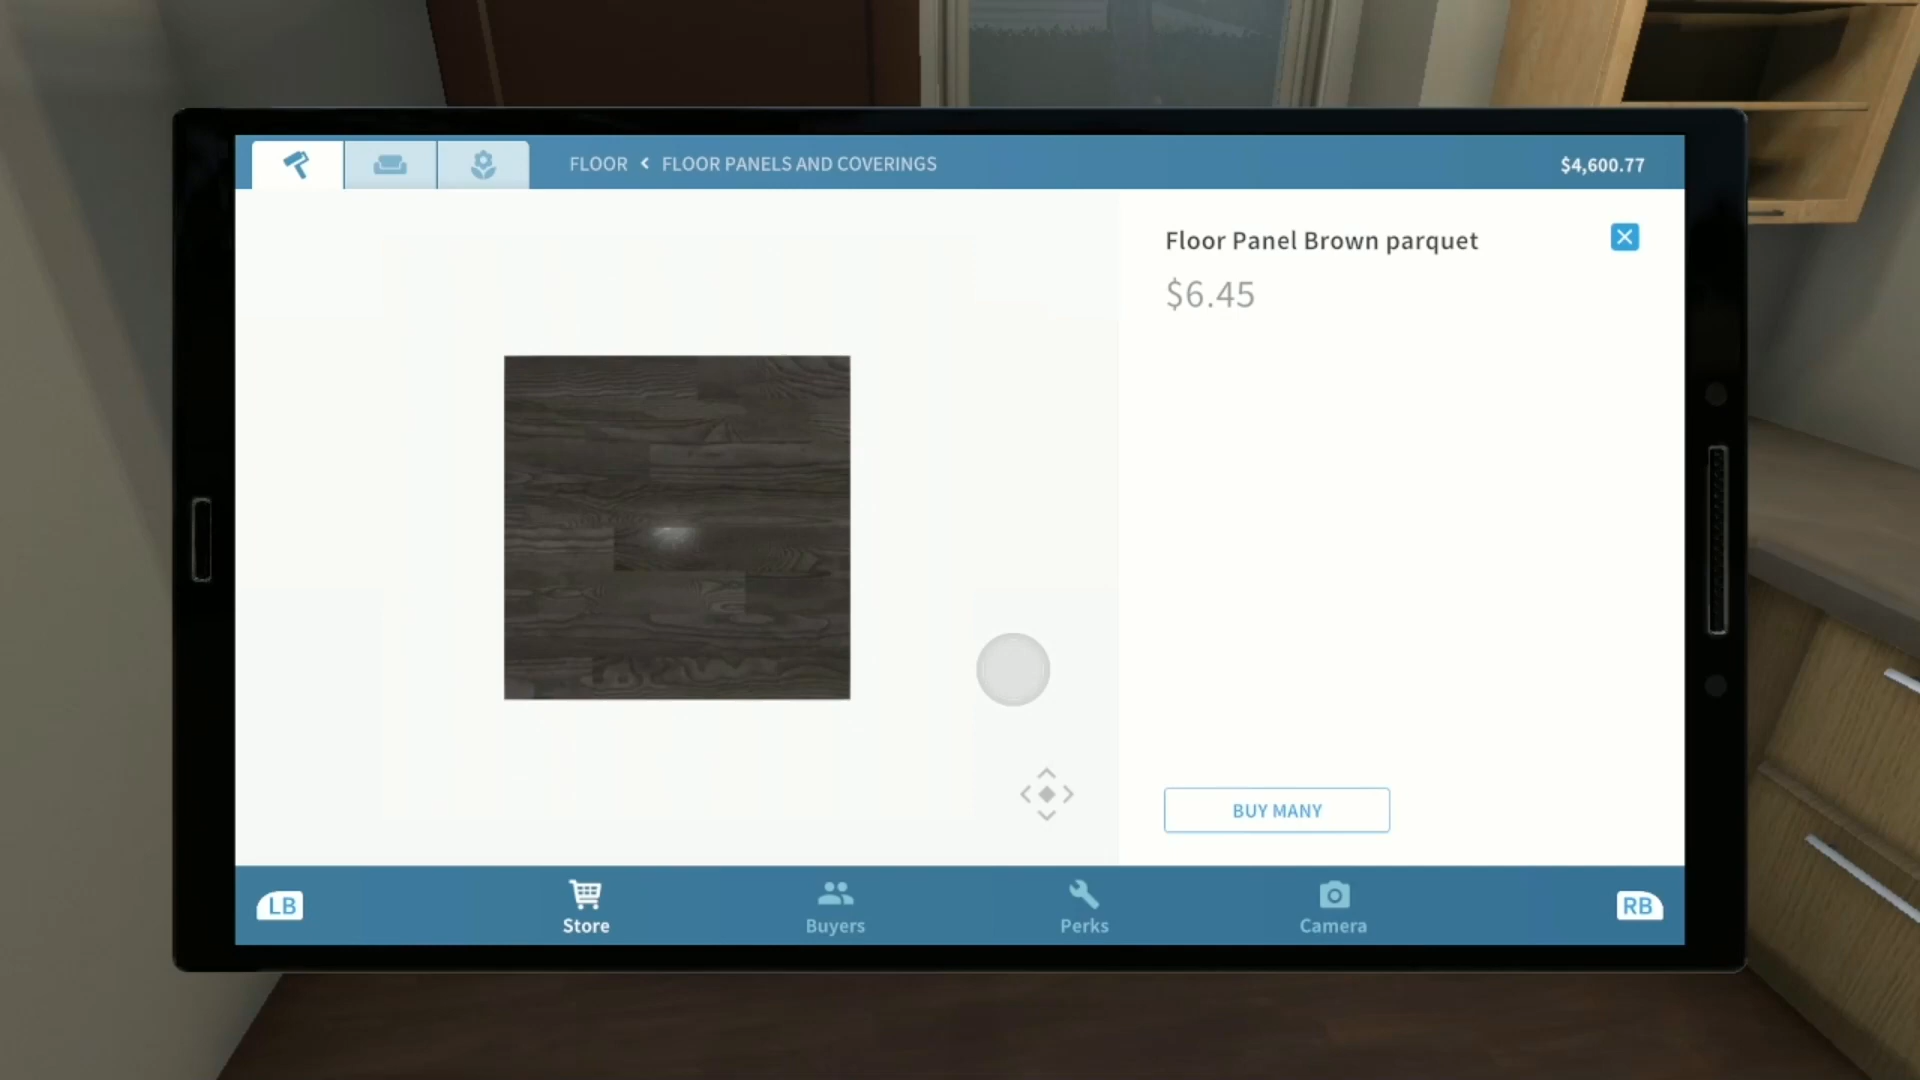 FLOOR < FLOOR PANELS AND COVERINGS
$4,600.77
Floor Panel Brown parquet
$6.45
BUY MANY
LB
Store
Buyers
Perks
Camera
RB